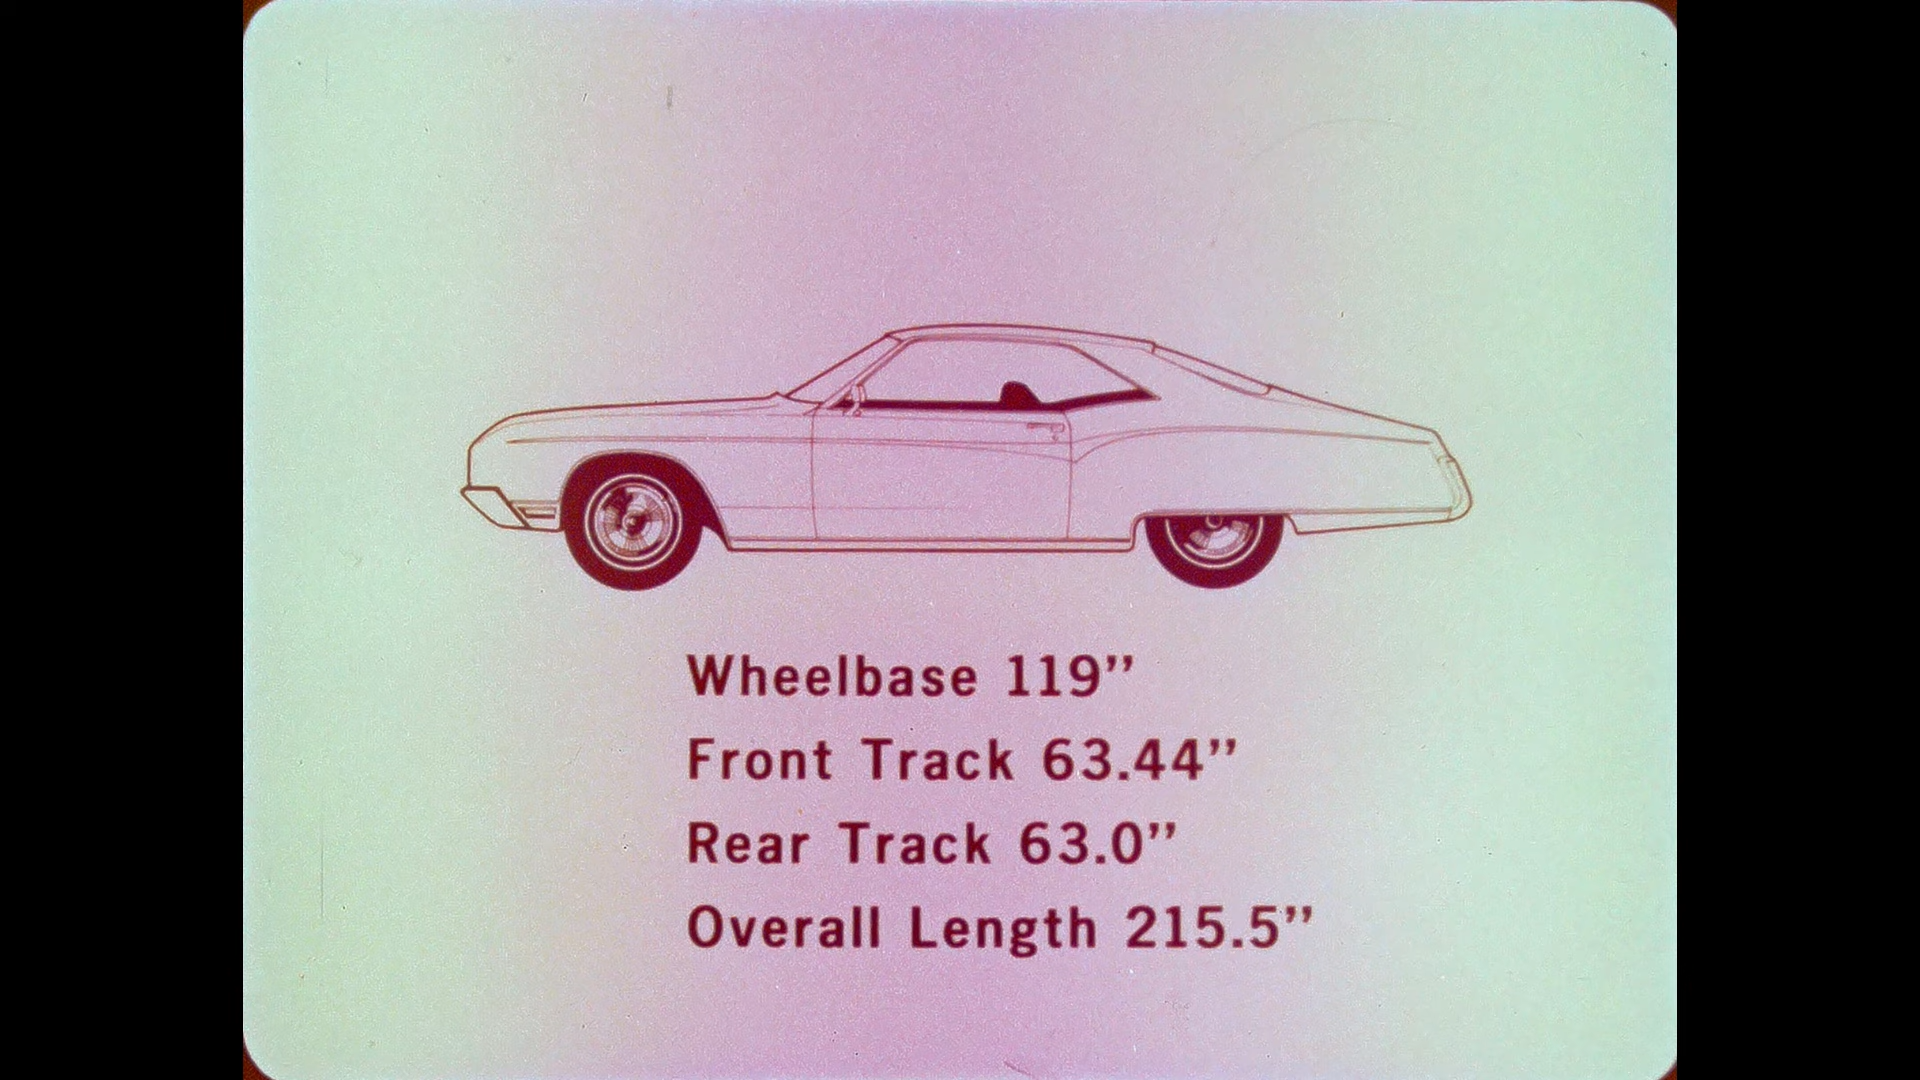 Wheelbase 119”
Front Track 63.44”
Rear Track 63.0”
Overall Length 215.5”